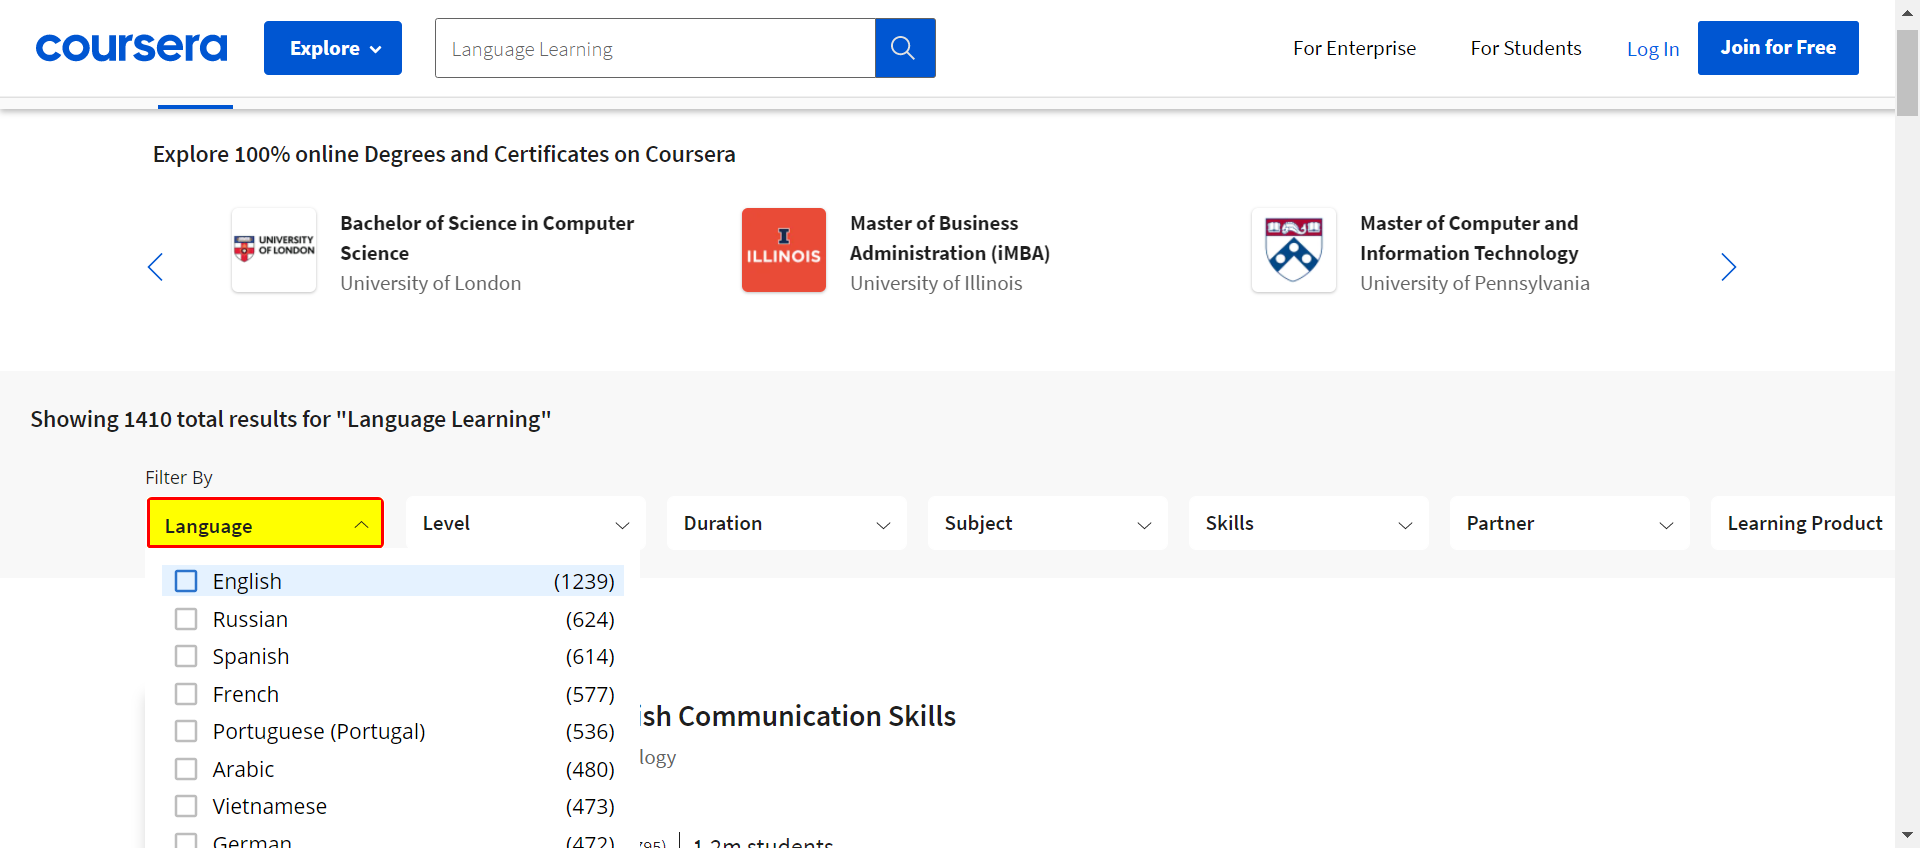 coursera
Explore
Language Learning
For Enterprise
For Students
Log In
Join for Free
Explore 100% online Degrees and Certificates on Coursera
UNIVERSITY
OF LONDON
Bachelor of Science in Computer
Science
University of London
I
ILLINOIS
Master of Business
Administration (iMBA)
University of Illinois
Master of Computer and
Information Technology
University of Pennsylvania
Showing 1410 total results for "Language Learning"
Filter By
Language
Level
Duration
Subject
Skills
Partner
Learning Product
English (1239)
Russian (624)
Spanish (614)
French (577)
Portuguese (Portugal) (536)
Arabic (480)
Vietnamese (473)
German (472)
ish Communication Skills
logy
795) 1.2m students